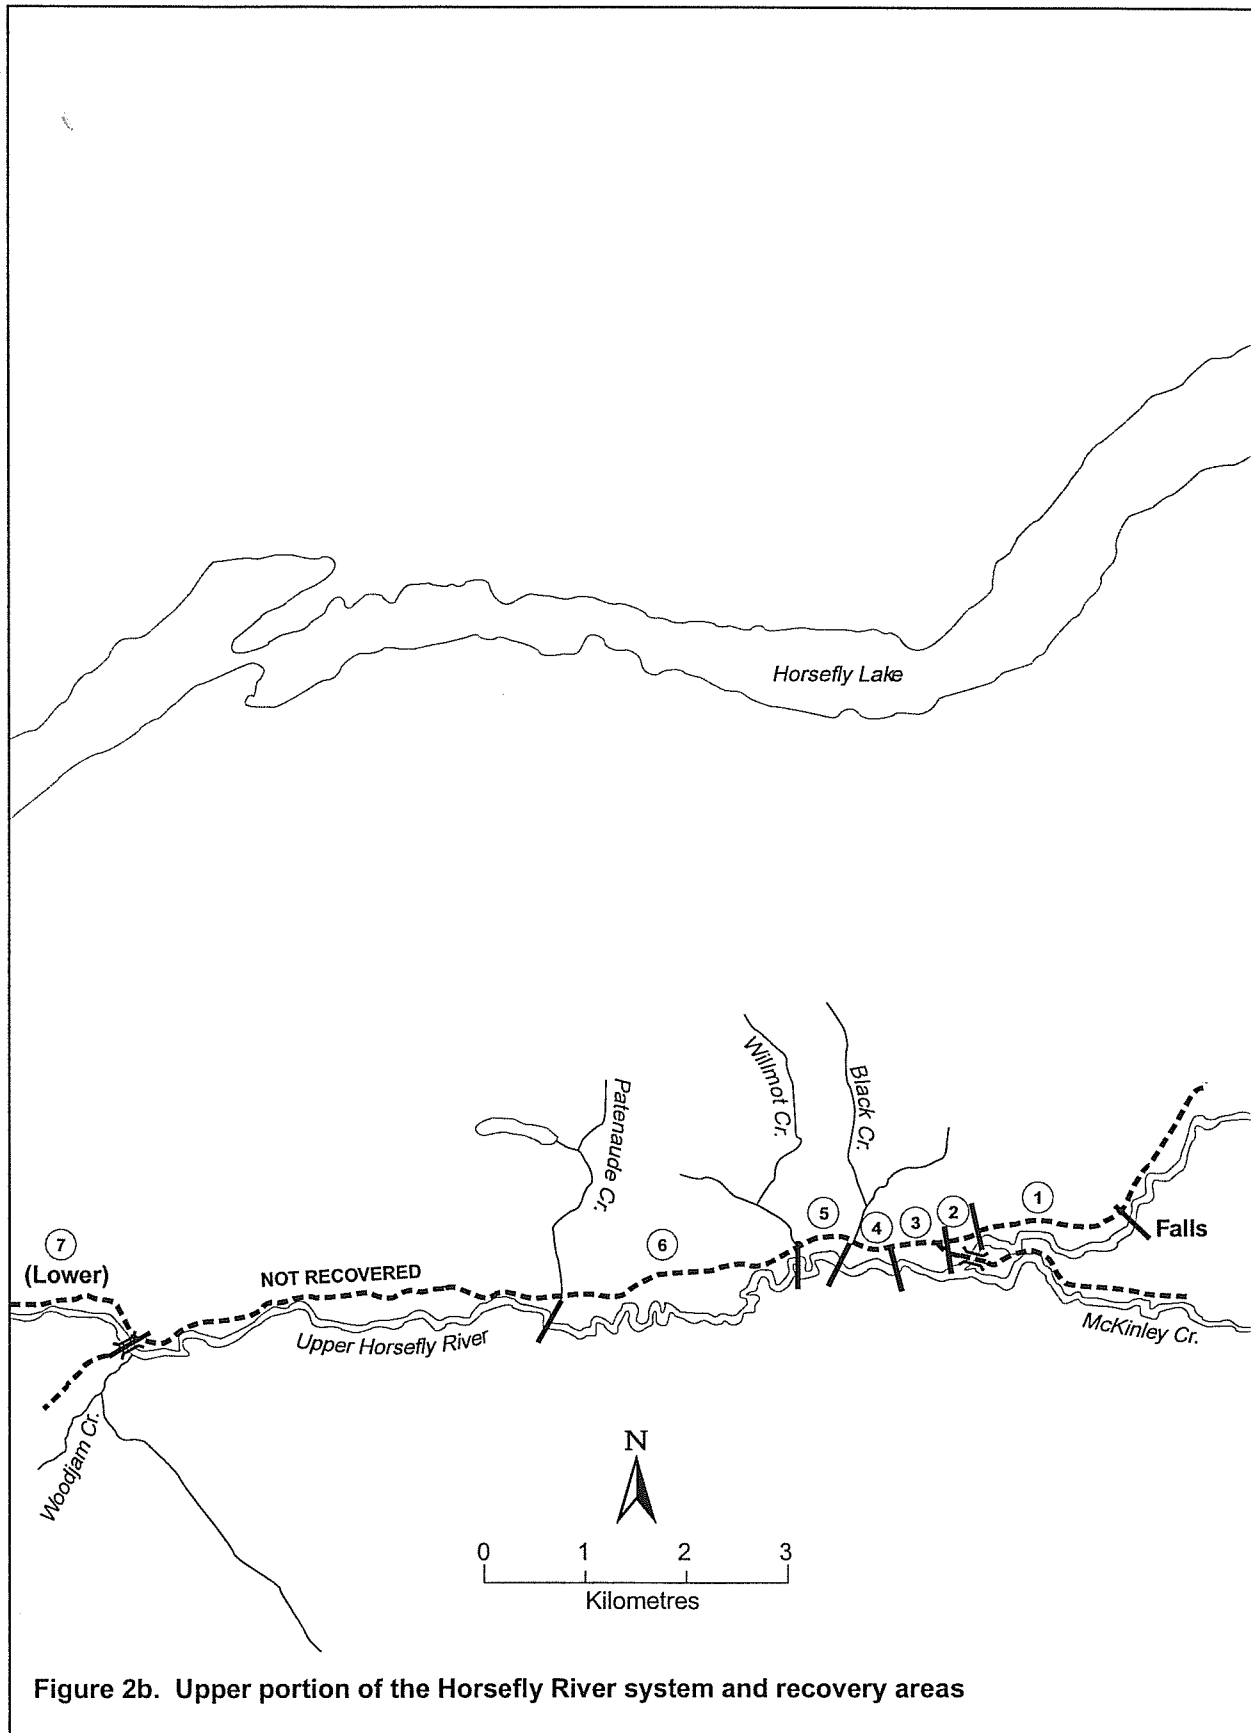 Horsefly Lake
Willmot Cr.
Black Cr.
Patenaude Cr.
1
2
3
4
5
6
7
(Lower)
Falls
NOT RECOVERED
Upper Horsefly River
McKinley Cr.
Woodjam Cr.
N
0 1 2 3
Kilometres
Figure 2b. Upper portion of the Horsefly River system and recovery areas